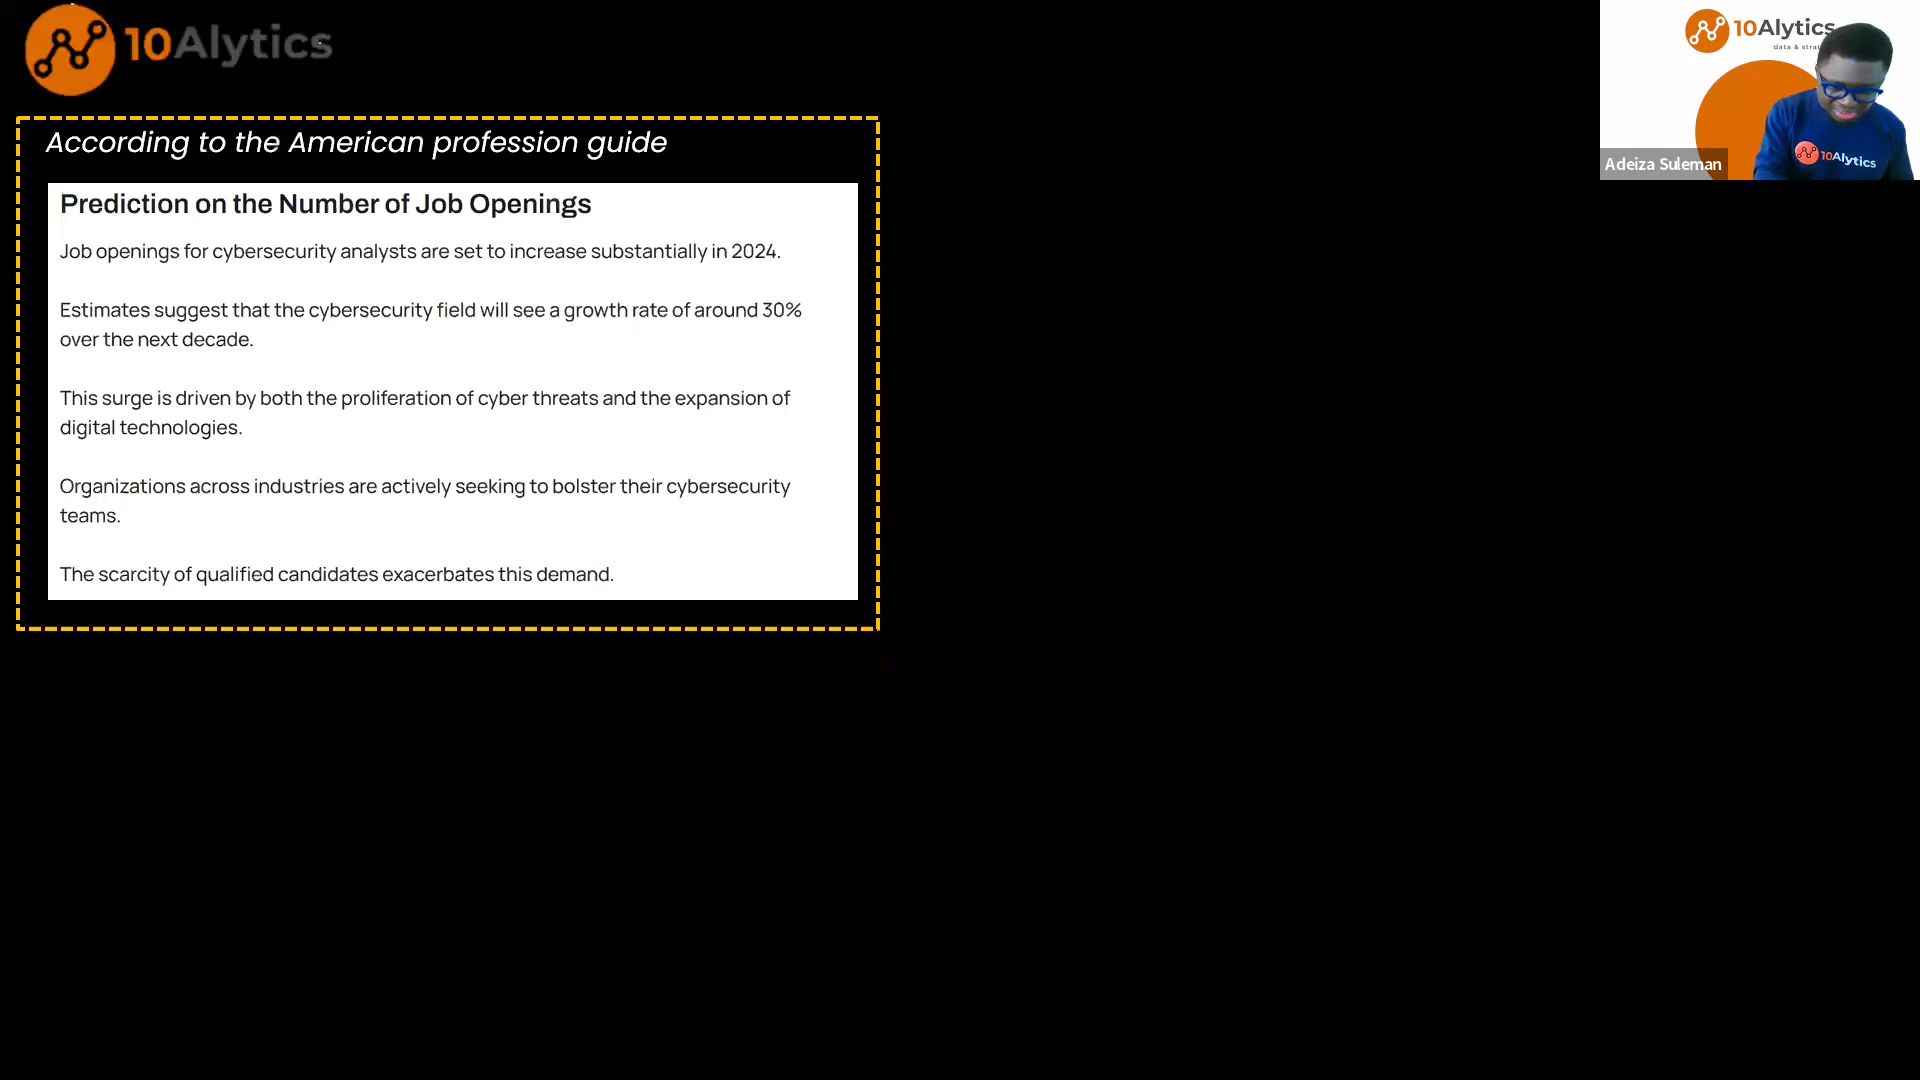 10Alytics
According to the American profession guide
Prediction on the Number of Job Openings
Job openings for cybersecurity analysts are set to increase substantially in 2024.
Estimates suggest that the cybersecurity field will see a growth rate of around 30%
over the next decade.
This surge is driven by both the proliferation of cyber threats and the expansion of
digital technologies.
Organizations across industries are actively seeking to bolster their cybersecurity
teams.
The scarcity of qualified candidates exacerbates this demand.
10Alytics
data &
10Alytics
Adeiza Suleman